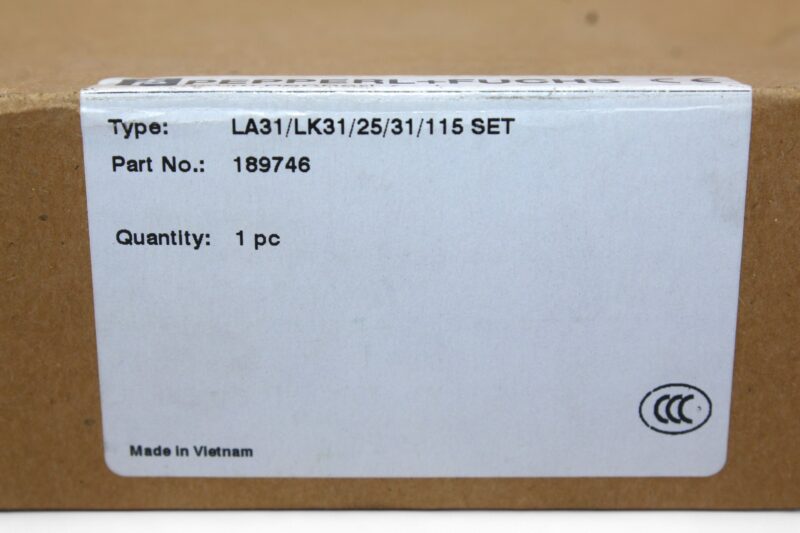 PEPPERL+FUCHS CE
Type: LA31/LK31/25/31/115 SET
Part No.: 189746
Quantity: 1 pc
CCC
Made in Vietnam